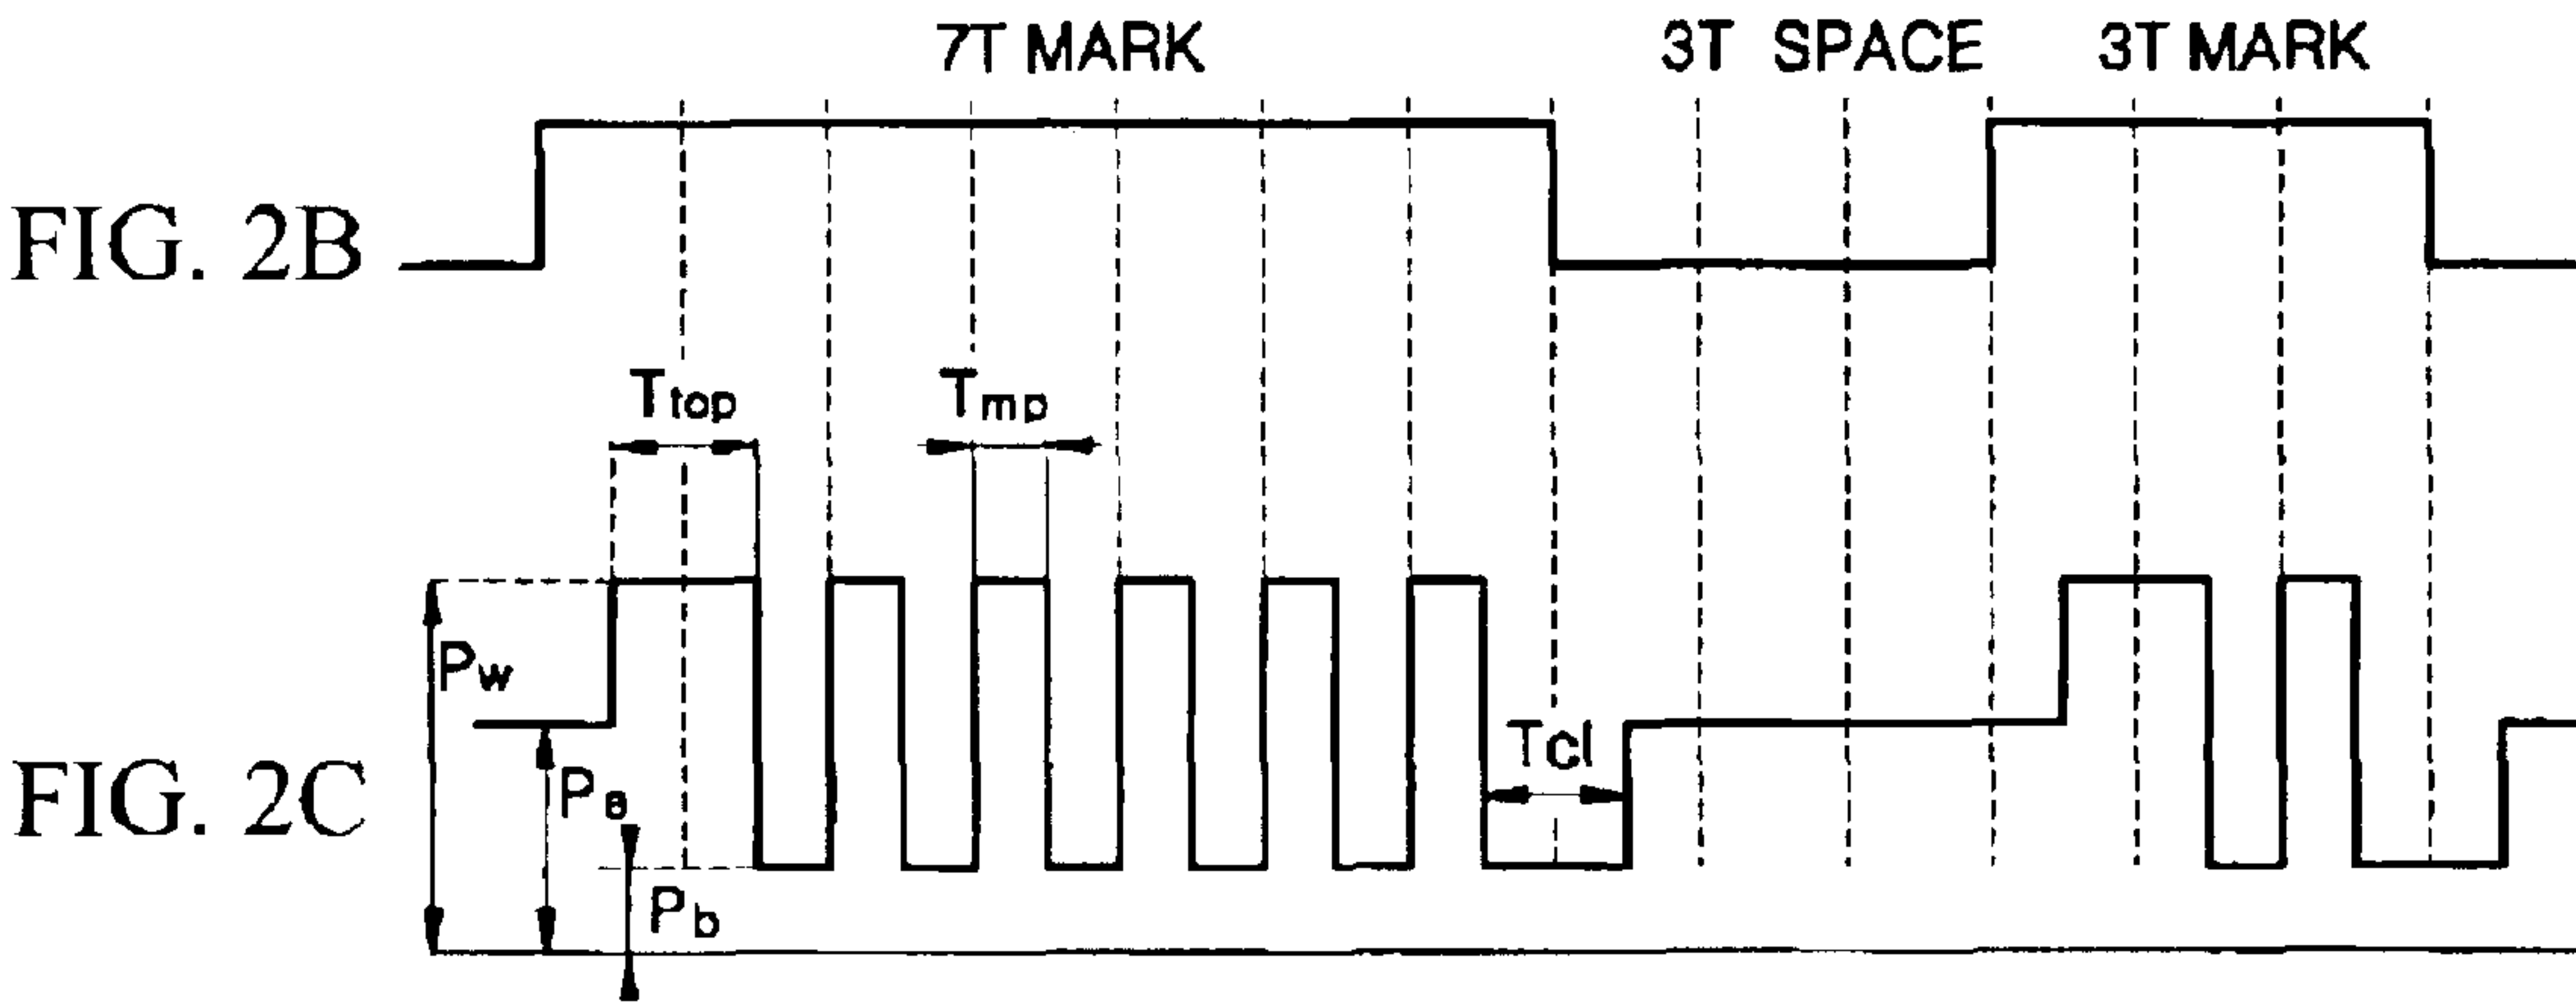 7T MARK 3T SPACE 3T MARK
FIG. 2B
Ttop Tmp
Pw
FIG. 2C Pe Tcl
Pb